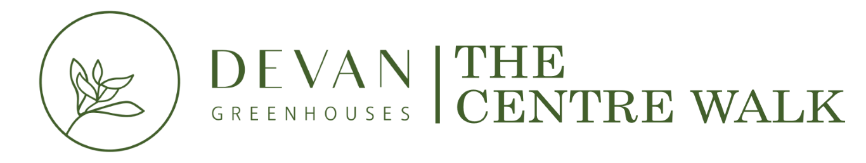 DEVAN
GREENHOUSES
THE
CENTRE WALK